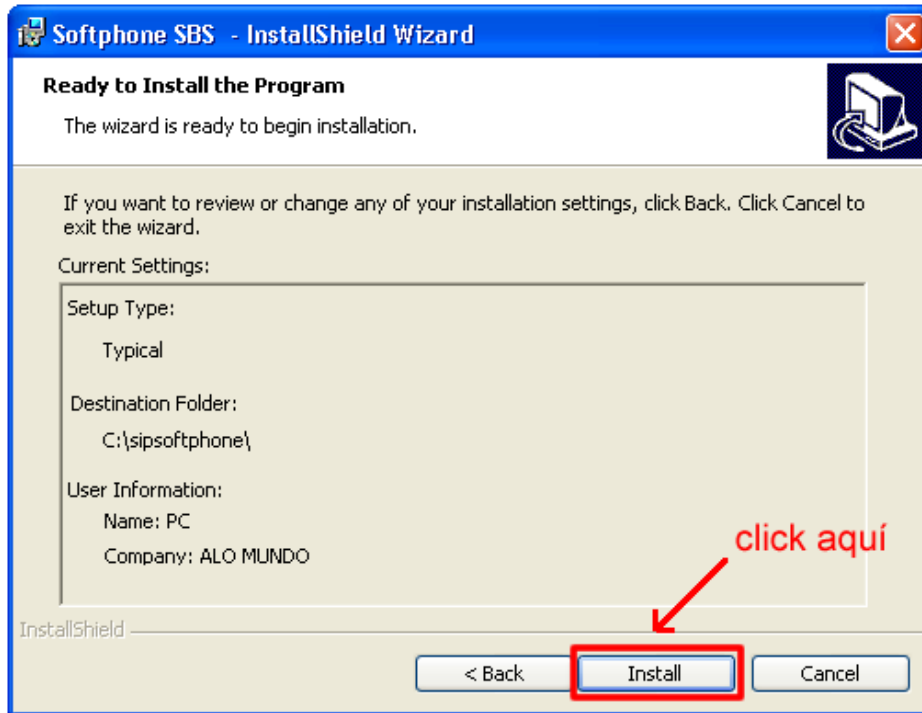 Softphone SBS - InstallShield Wizard
Ready to Install the Program
The wizard is ready to begin installation.
If you want to review or change any of your installation settings, click Back. Click Cancel to
exit the wizard.
Current Settings:
Setup Type:
Typical
Destination Folder:
C:\sipsoftphone\
User Information:
Name: PC
Company: ALO MUNDO
click aquí
InstallShield
< Back
Install
Cancel